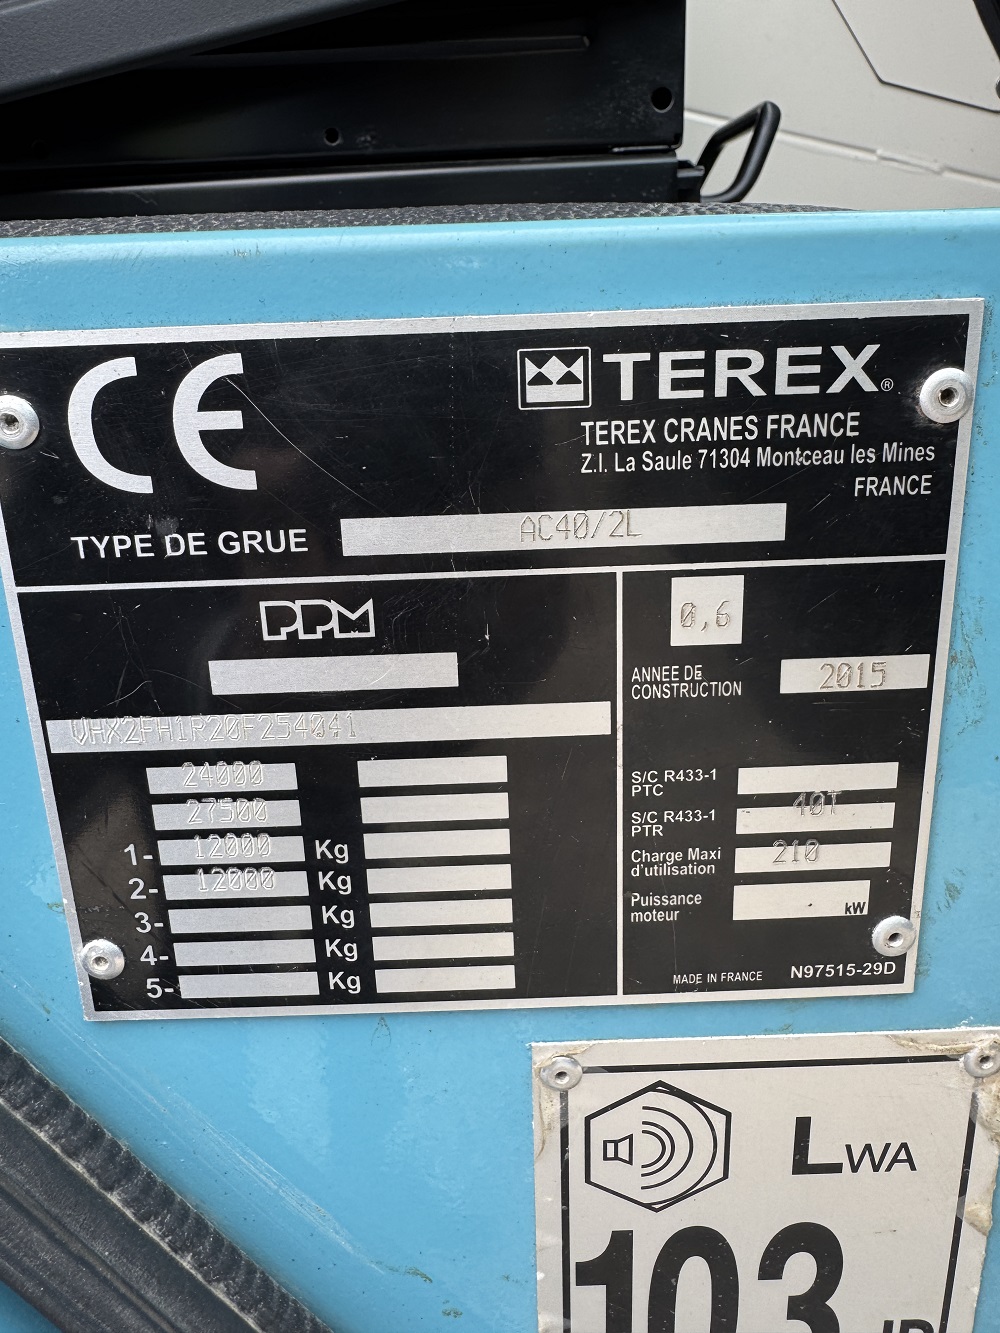 CE
TEREX®
TEREX CRANES FRANCE
Z.I. La Saule 71304 Montceau les Mines
FRANCE
TYPE DE GRUE AC40/2L
PPM
VHX2FH1R20F254041
24000
27500
1- 12000 Kg
2- 12000 Kg
3- Kg
4- Kg
5- Kg
0,6
ANNEE DE
CONSTRUCTION 2015
S/C R433-1
PTC
S/C R433-1
PTR 40T
Charge Maxi
d'utilisation 210
Puissance
moteur kW
MADE IN FRANCE N97515-29D
LWA
103